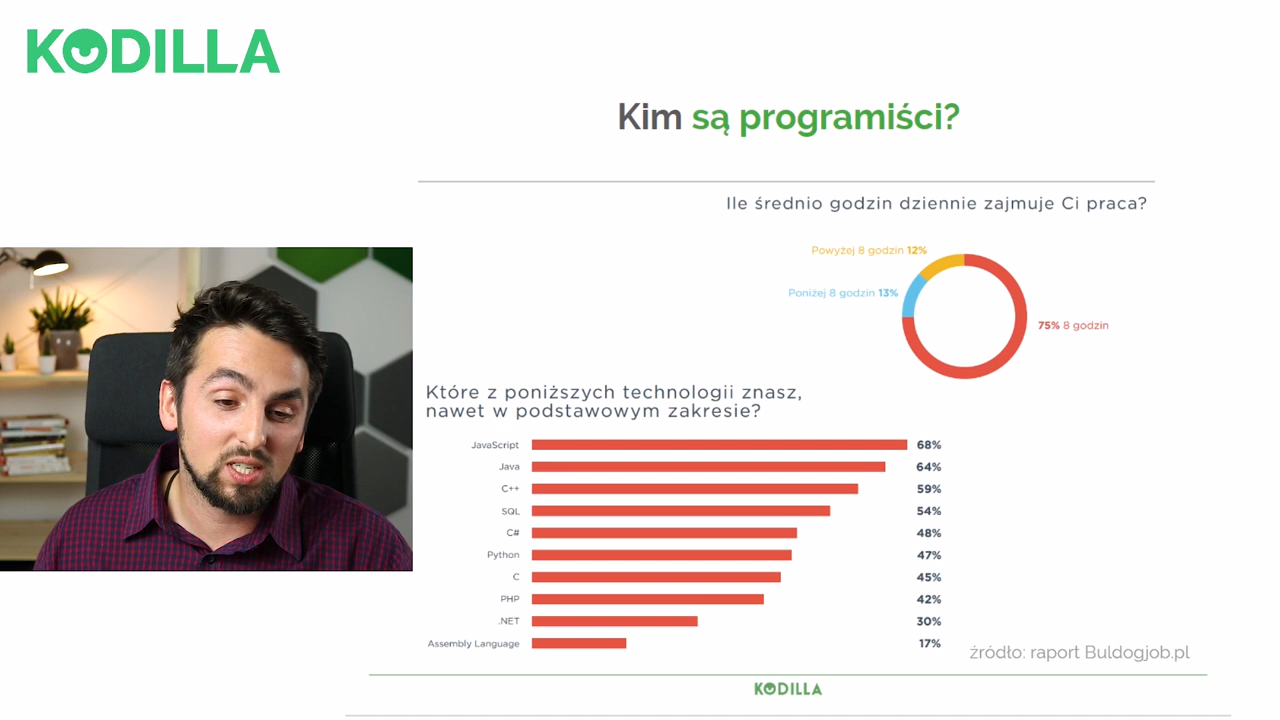 KODILLA
Kim są programiści?
Ile średnio godzin dziennie zajmuje Ci praca?
Powyżej 8 godzin 12%
Poniżej 8 godzin 13%
75% 8 godzin
Które z poniższych technologii znasz,
nawet w podstawowym zakresie?
JavaScript 68%
Java 64%
C++ 59%
SQL 54%
C# 48%
Python 47%
C 45%
PHP 42%
.NET 30%
Assembly Language 17%
źródło: raport Buldogjob.pl
KODILLA